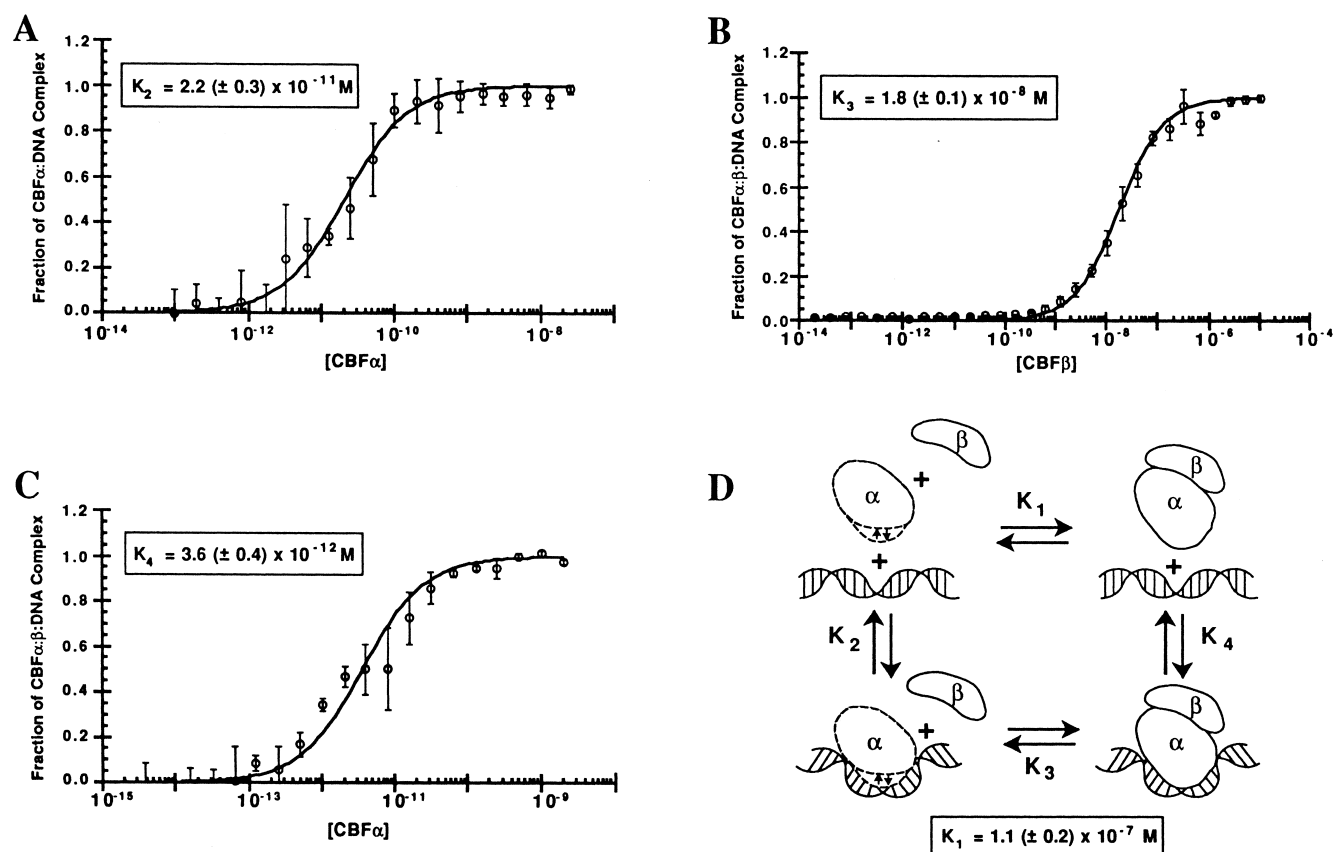 A
Fraction of CBFα:DNA Complex
1.2
1.0
0.8
0.6
0.4
0.2
0.0
K2 = 2.2 (± 0.3) x 10 -11 M
10-14
10-12
10-10
10-8
[CBFα]
B
Fraction of CBFα:β:DNA Complex
1.2
1.0
0.8
0.6
0.4
0.2
0.0
K3 = 1.8 (± 0.1) x 10-8 M
10-14
10-12
10-10
10-8
10-6
10-4
[CBFβ]
C
Fraction of CBFα:β:DNA Complex
1.2
1.0
0.8
0.6
0.4
0.2
0.0
K4 = 3.6 (± 0.4) x 10-12 M
10-15
10-13
10-11
10-9
[CBFα]
D
β
α
+
+
K1
β
α
+
K2
K4
β
α
+
K3
β
α
K1 = 1.1 (± 0.2) x 10-7 M